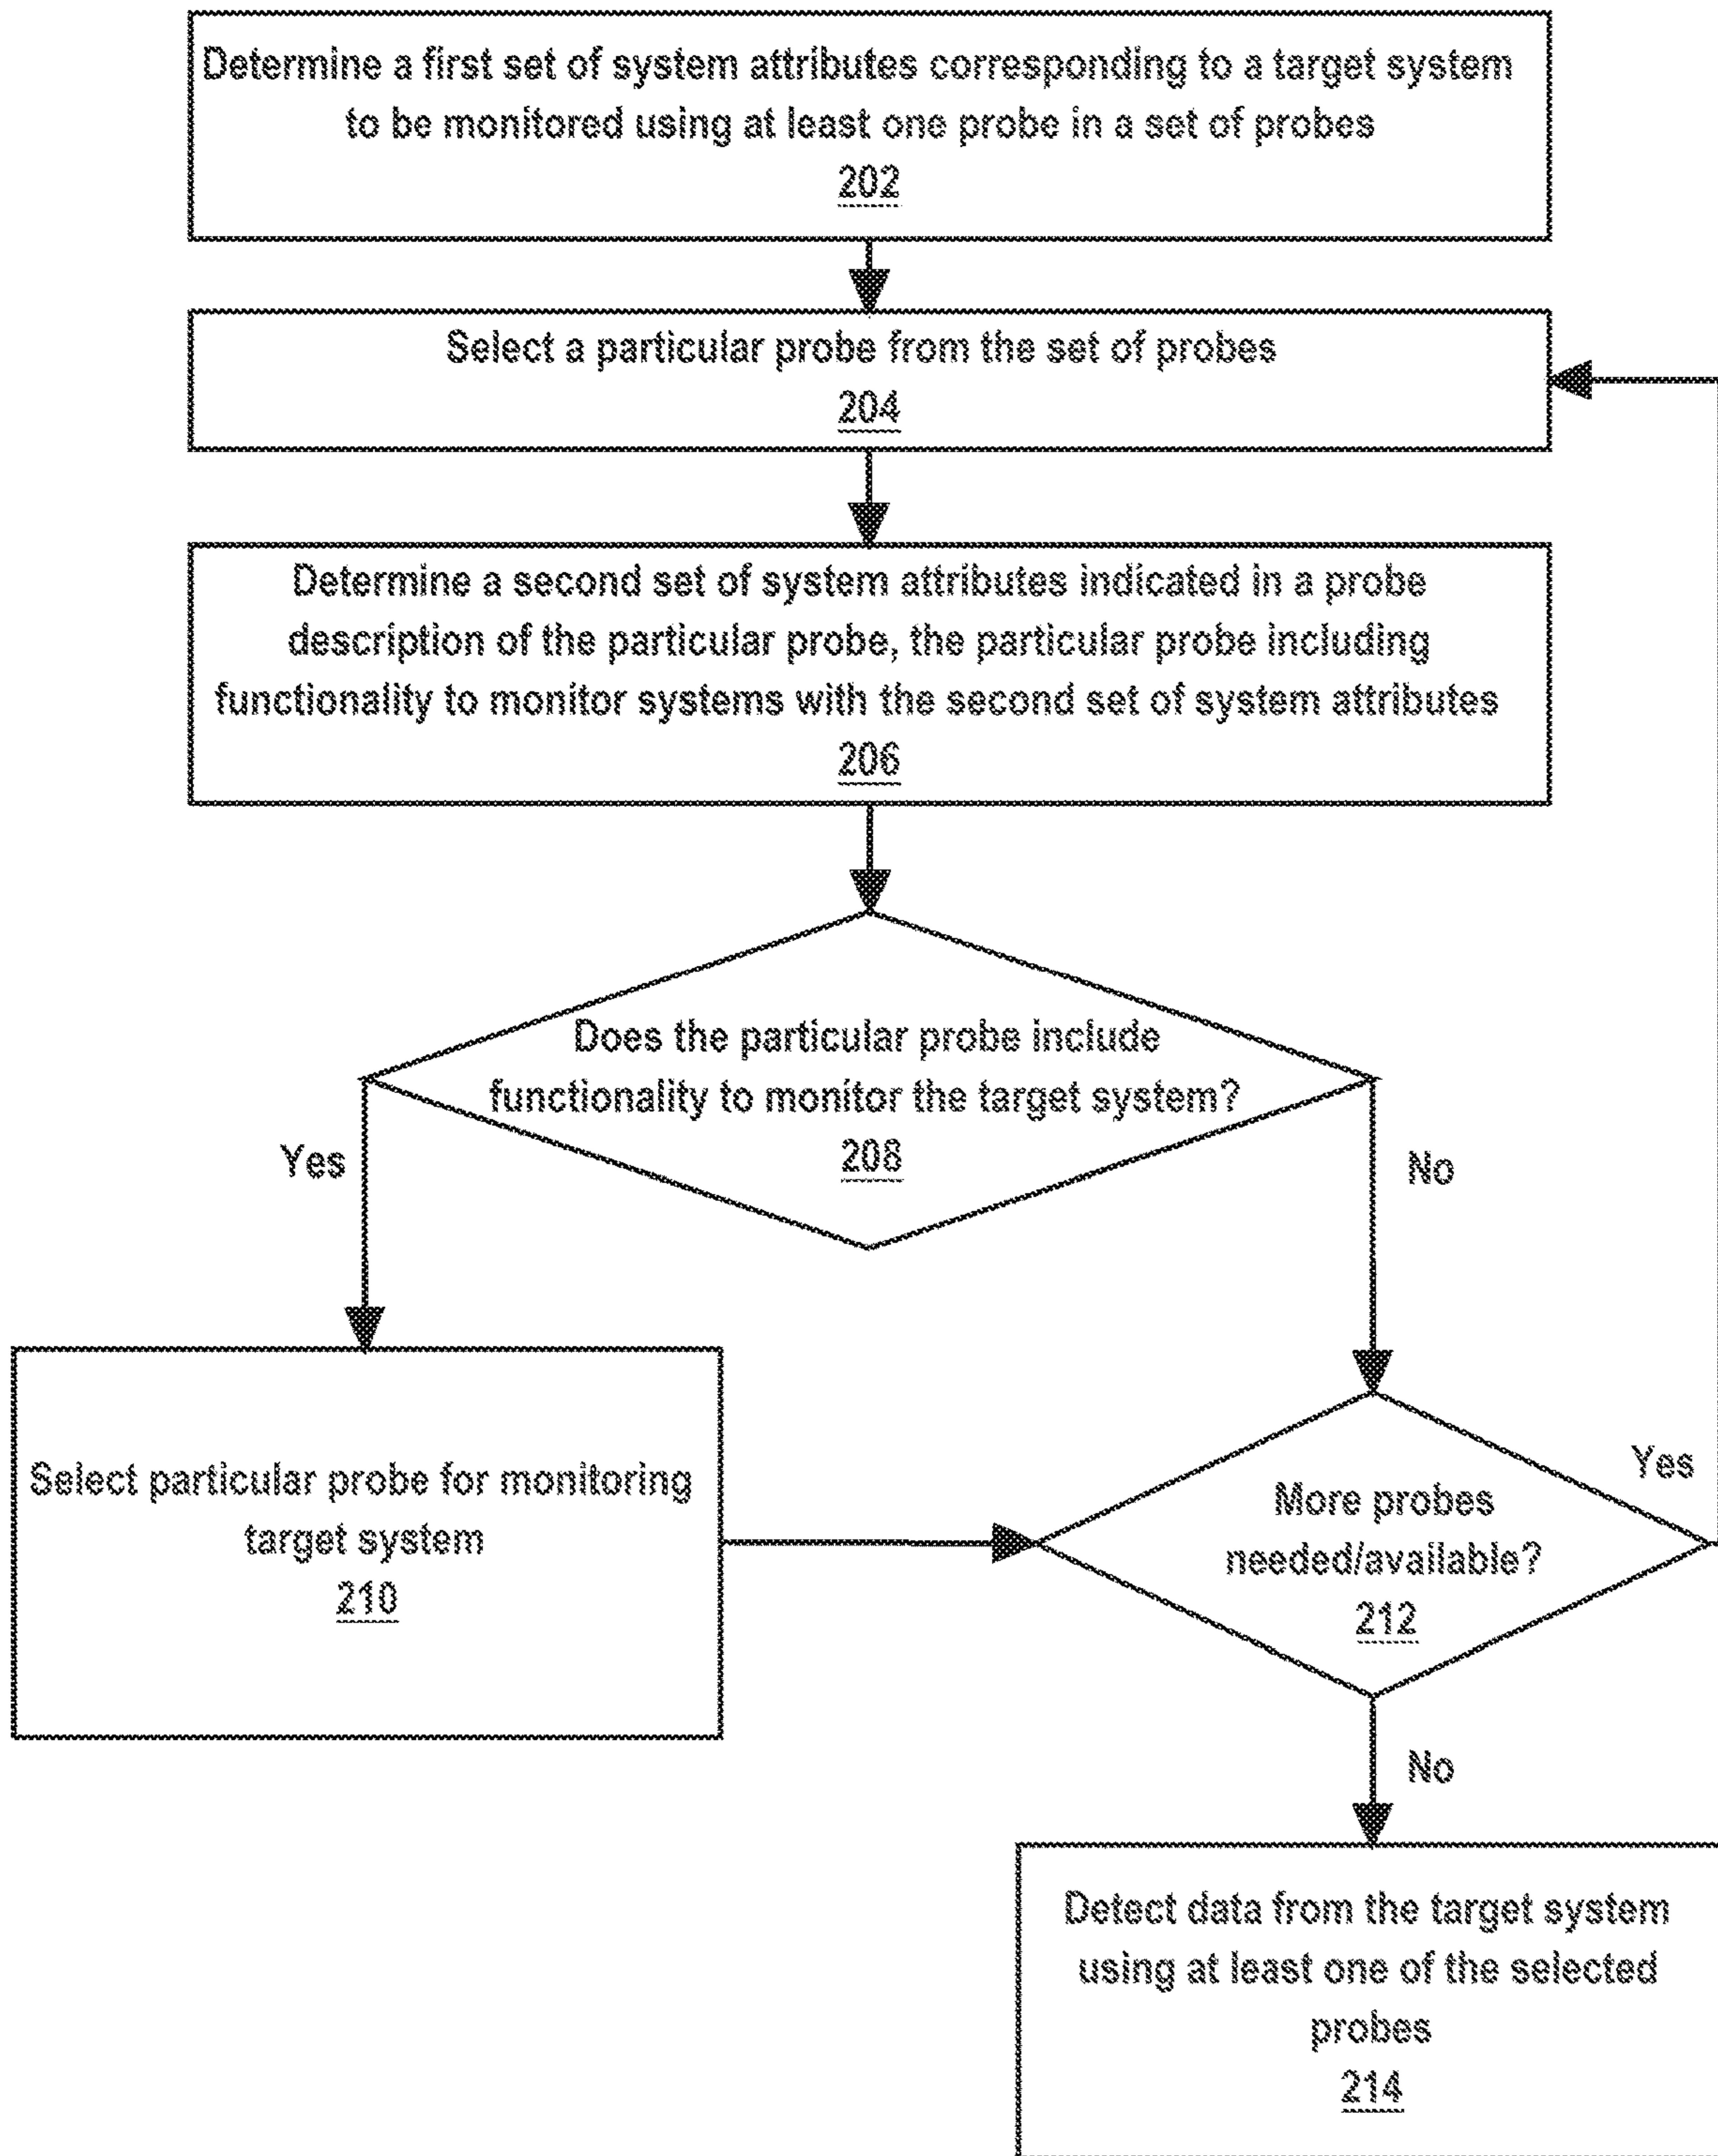 Determine a first set of system attributes corresponding to a target system
to be monitored using at least one probe in a set of probes
202
Select a particular probe from the set of probes
204
Determine a second set of system attributes indicated in a probe
description of the particular probe, the particular probe including
functionality to monitor systems with the second set of system attributes
206
Does the particular probe include
functionality to monitor the target system?
208
Yes
No
Select particular probe for monitoring
target system
210
More probes
needed/available?
212
Yes
No
Detect data from the target system
using at least one of the selected
probes
214